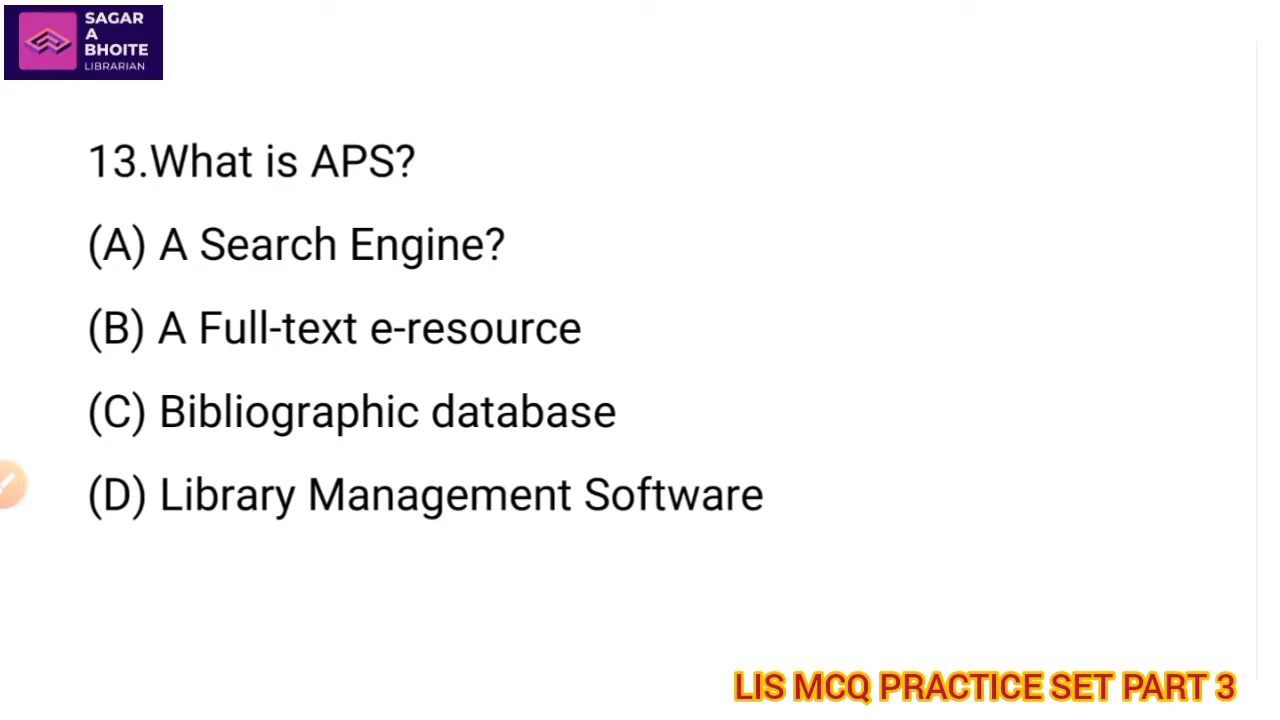 SAGAR
A
BHOITE
LIBRARIAN
13.What is APS?
(A) A Search Engine?
(B) A Full-text e-resource
(C) Bibliographic database
(D) Library Management Software
LIS MCQ PRACTICE SET PART 3